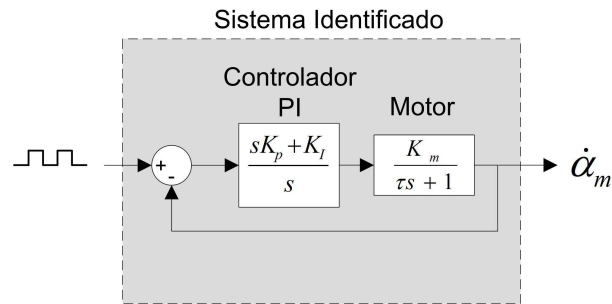 Sistema Identificado
Controlador
PI
Motor
+
-
sK_p + K_I
s
K_m
τs + 1
α̇_m